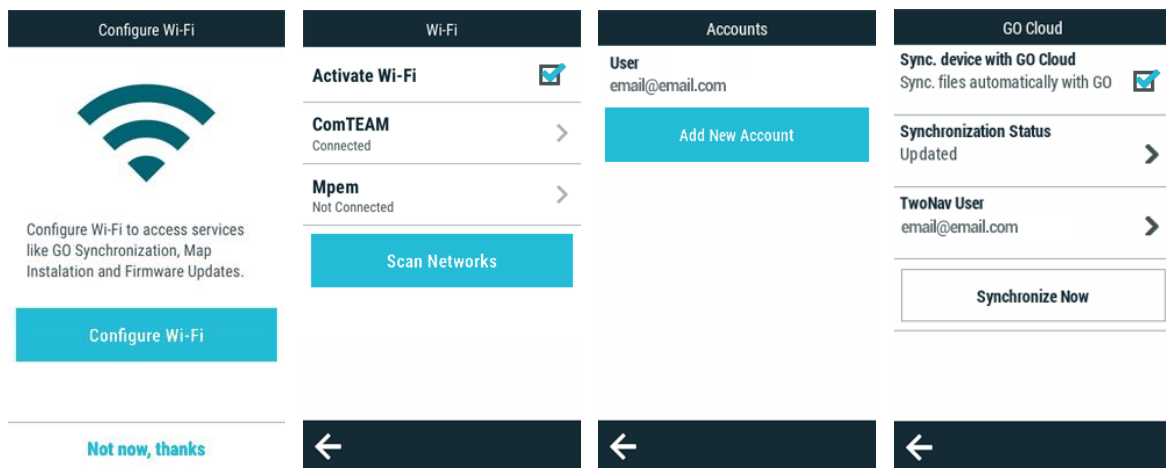 Configure Wi-Fi
Configure Wi-Fi to access services
like GO Synchronization, Map
Instalation and Firmware Updates.
Configure Wi-Fi
Not now, thanks
Wi-Fi
Activate Wi-Fi
ComTEAM
Connected
Mpem
Not Connected
Scan Networks
Accounts
User
email@email.com
Add New Account
GO Cloud
Sync. device with GO Cloud
Sync. files automatically with GO
Synchronization Status
Updated
TwoNav User
email@email.com
Synchronize Now